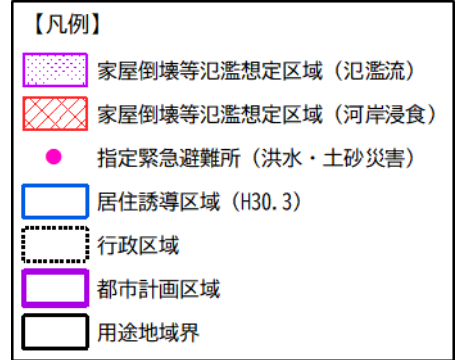 【凡例】
家屋倒壊等氾濫想定区域（氾濫流）
家屋倒壊等氾濫想定区域（河岸浸食）
指定緊急避難所（洪水・土砂災害）
居住誘導区域（H30.3）
行政区域
都市計画区域
用途地域界